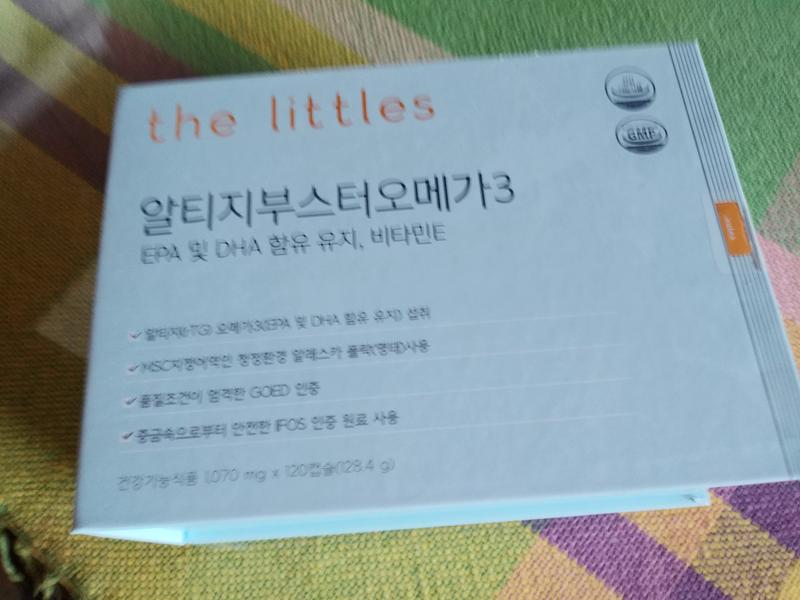 the littles
GMP
알티지부스터오메가3
EPA 및 DHA 함유 유지, 비타민E
알티지(rTG) 오메가3(EPA 및 DHA 함유 유지) 섭취
MSC지정어역인 청정환경 알래스카 폴락(명태)사용
품질조건이 엄격한 GOED 인증
중금속으로부터 안전한 IFOS 인증 원료 사용
건강기능식품 1,070 mg x 120캡슐(128.4 g)